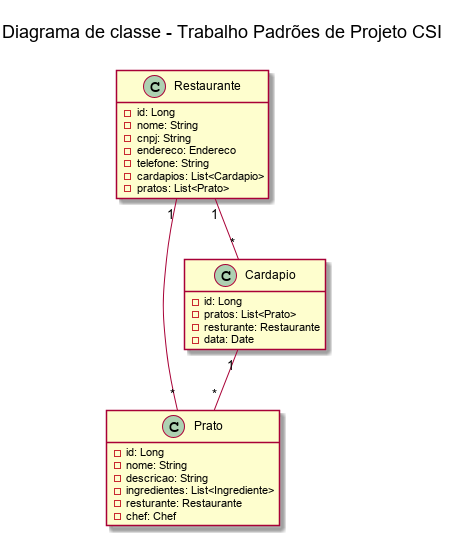 Diagrama de classe - Trabalho Padrões de Projeto CSI
C Restaurante
id: Long
nome: String
cnpj: String
endereco: Endereco
telefone: String
cardapios: List<Cardapio>
pratos: List<Prato>
1 1
*
C Cardapio
id: Long
pratos: List<Prato>
resturante: Restaurante
data: Date
1
* *
C Prato
id: Long
nome: String
descricao: String
ingredientes: List<Ingrediente>
resturante: Restaurante
chef: Chef